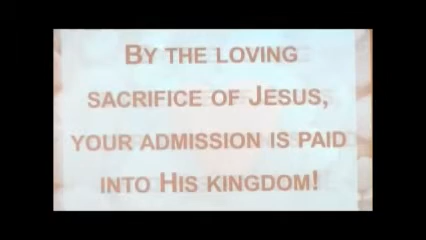 BY THE LOVING
SACRIFICE OF JESUS,
YOUR ADMISSION IS PAID
INTO HIS KINGDOM!